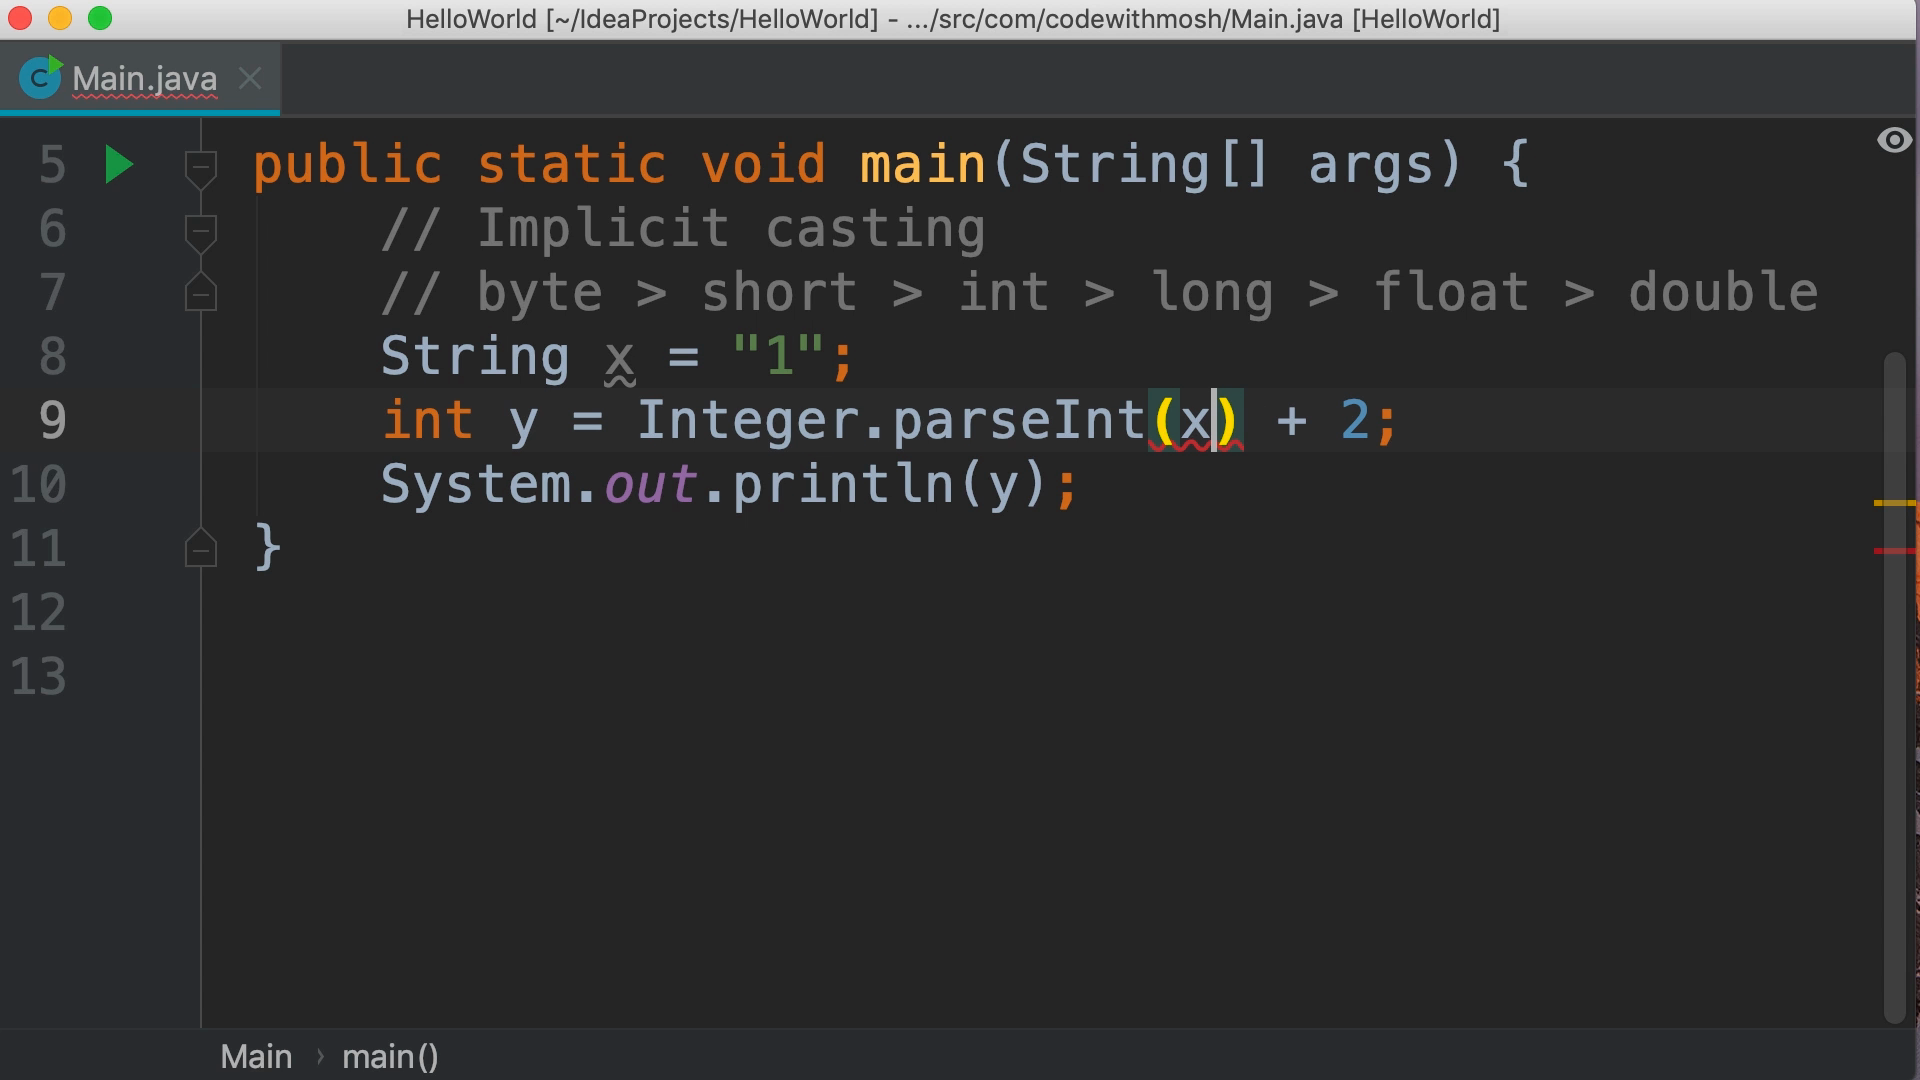 HelloWorld [~/IdeaProjects/HelloWorld] - .../src/com/codewithmosh/Main.java [HelloWorld]
C Main.java
5 public static void main(String[] args) {
6 // Implicit casting
7 // byte > short > int > long > float > double
8 String x = "1";
9 int y = Integer.parseInt(x) + 2;
10 System.out.println(y);
11 }
12
13
Main › main()